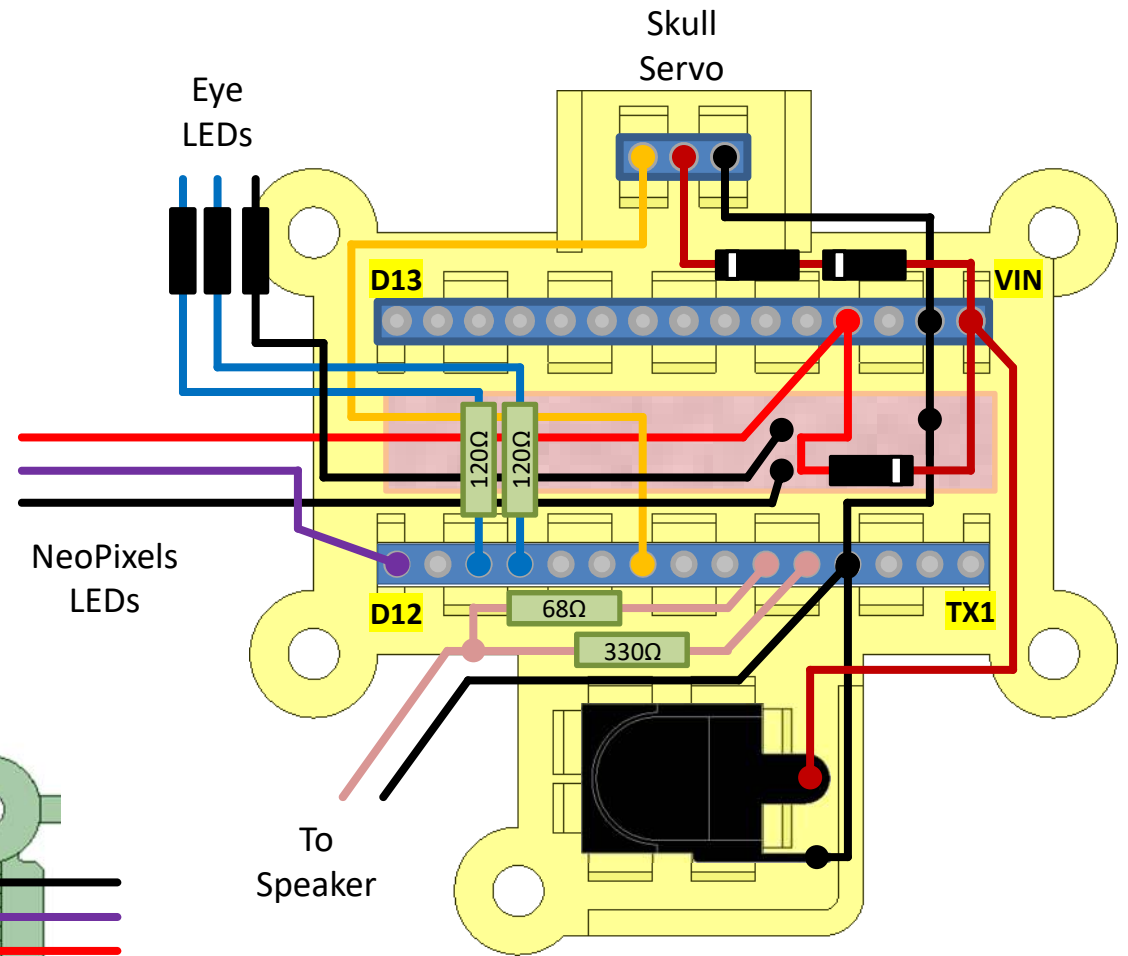 Skull
Servo
Eye
LEDs
D13
VIN
120Ω
120Ω
NeoPixels
LEDs
D12
68Ω
TX1
330Ω
To
Speaker